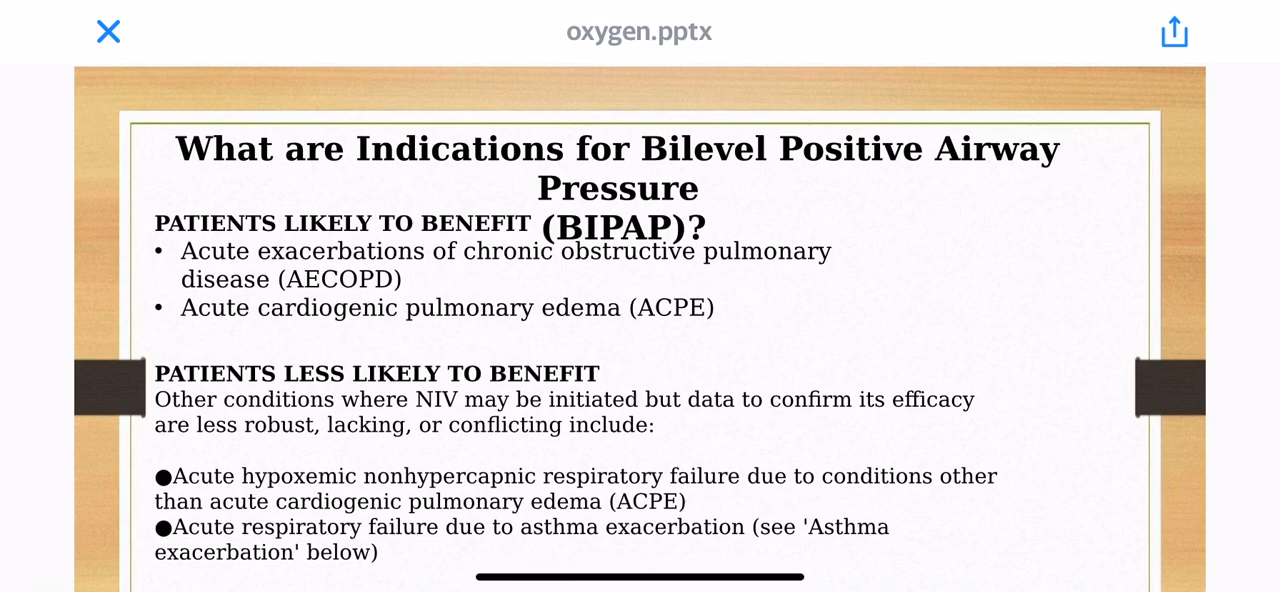 oxygen.pptx
What are Indications for Bilevel Positive Airway
Pressure
(BIPAP)?
PATIENTS LIKELY TO BENEFIT
• Acute exacerbations of chronic obstructive pulmonary
disease (AECOPD)
• Acute cardiogenic pulmonary edema (ACPE)
PATIENTS LESS LIKELY TO BENEFIT
Other conditions where NIV may be initiated but data to confirm its efficacy
are less robust, lacking, or conflicting include:
●Acute hypoxemic nonhypercapnic respiratory failure due to conditions other
than acute cardiogenic pulmonary edema (ACPE)
●Acute respiratory failure due to asthma exacerbation (see 'Asthma
exacerbation' below)